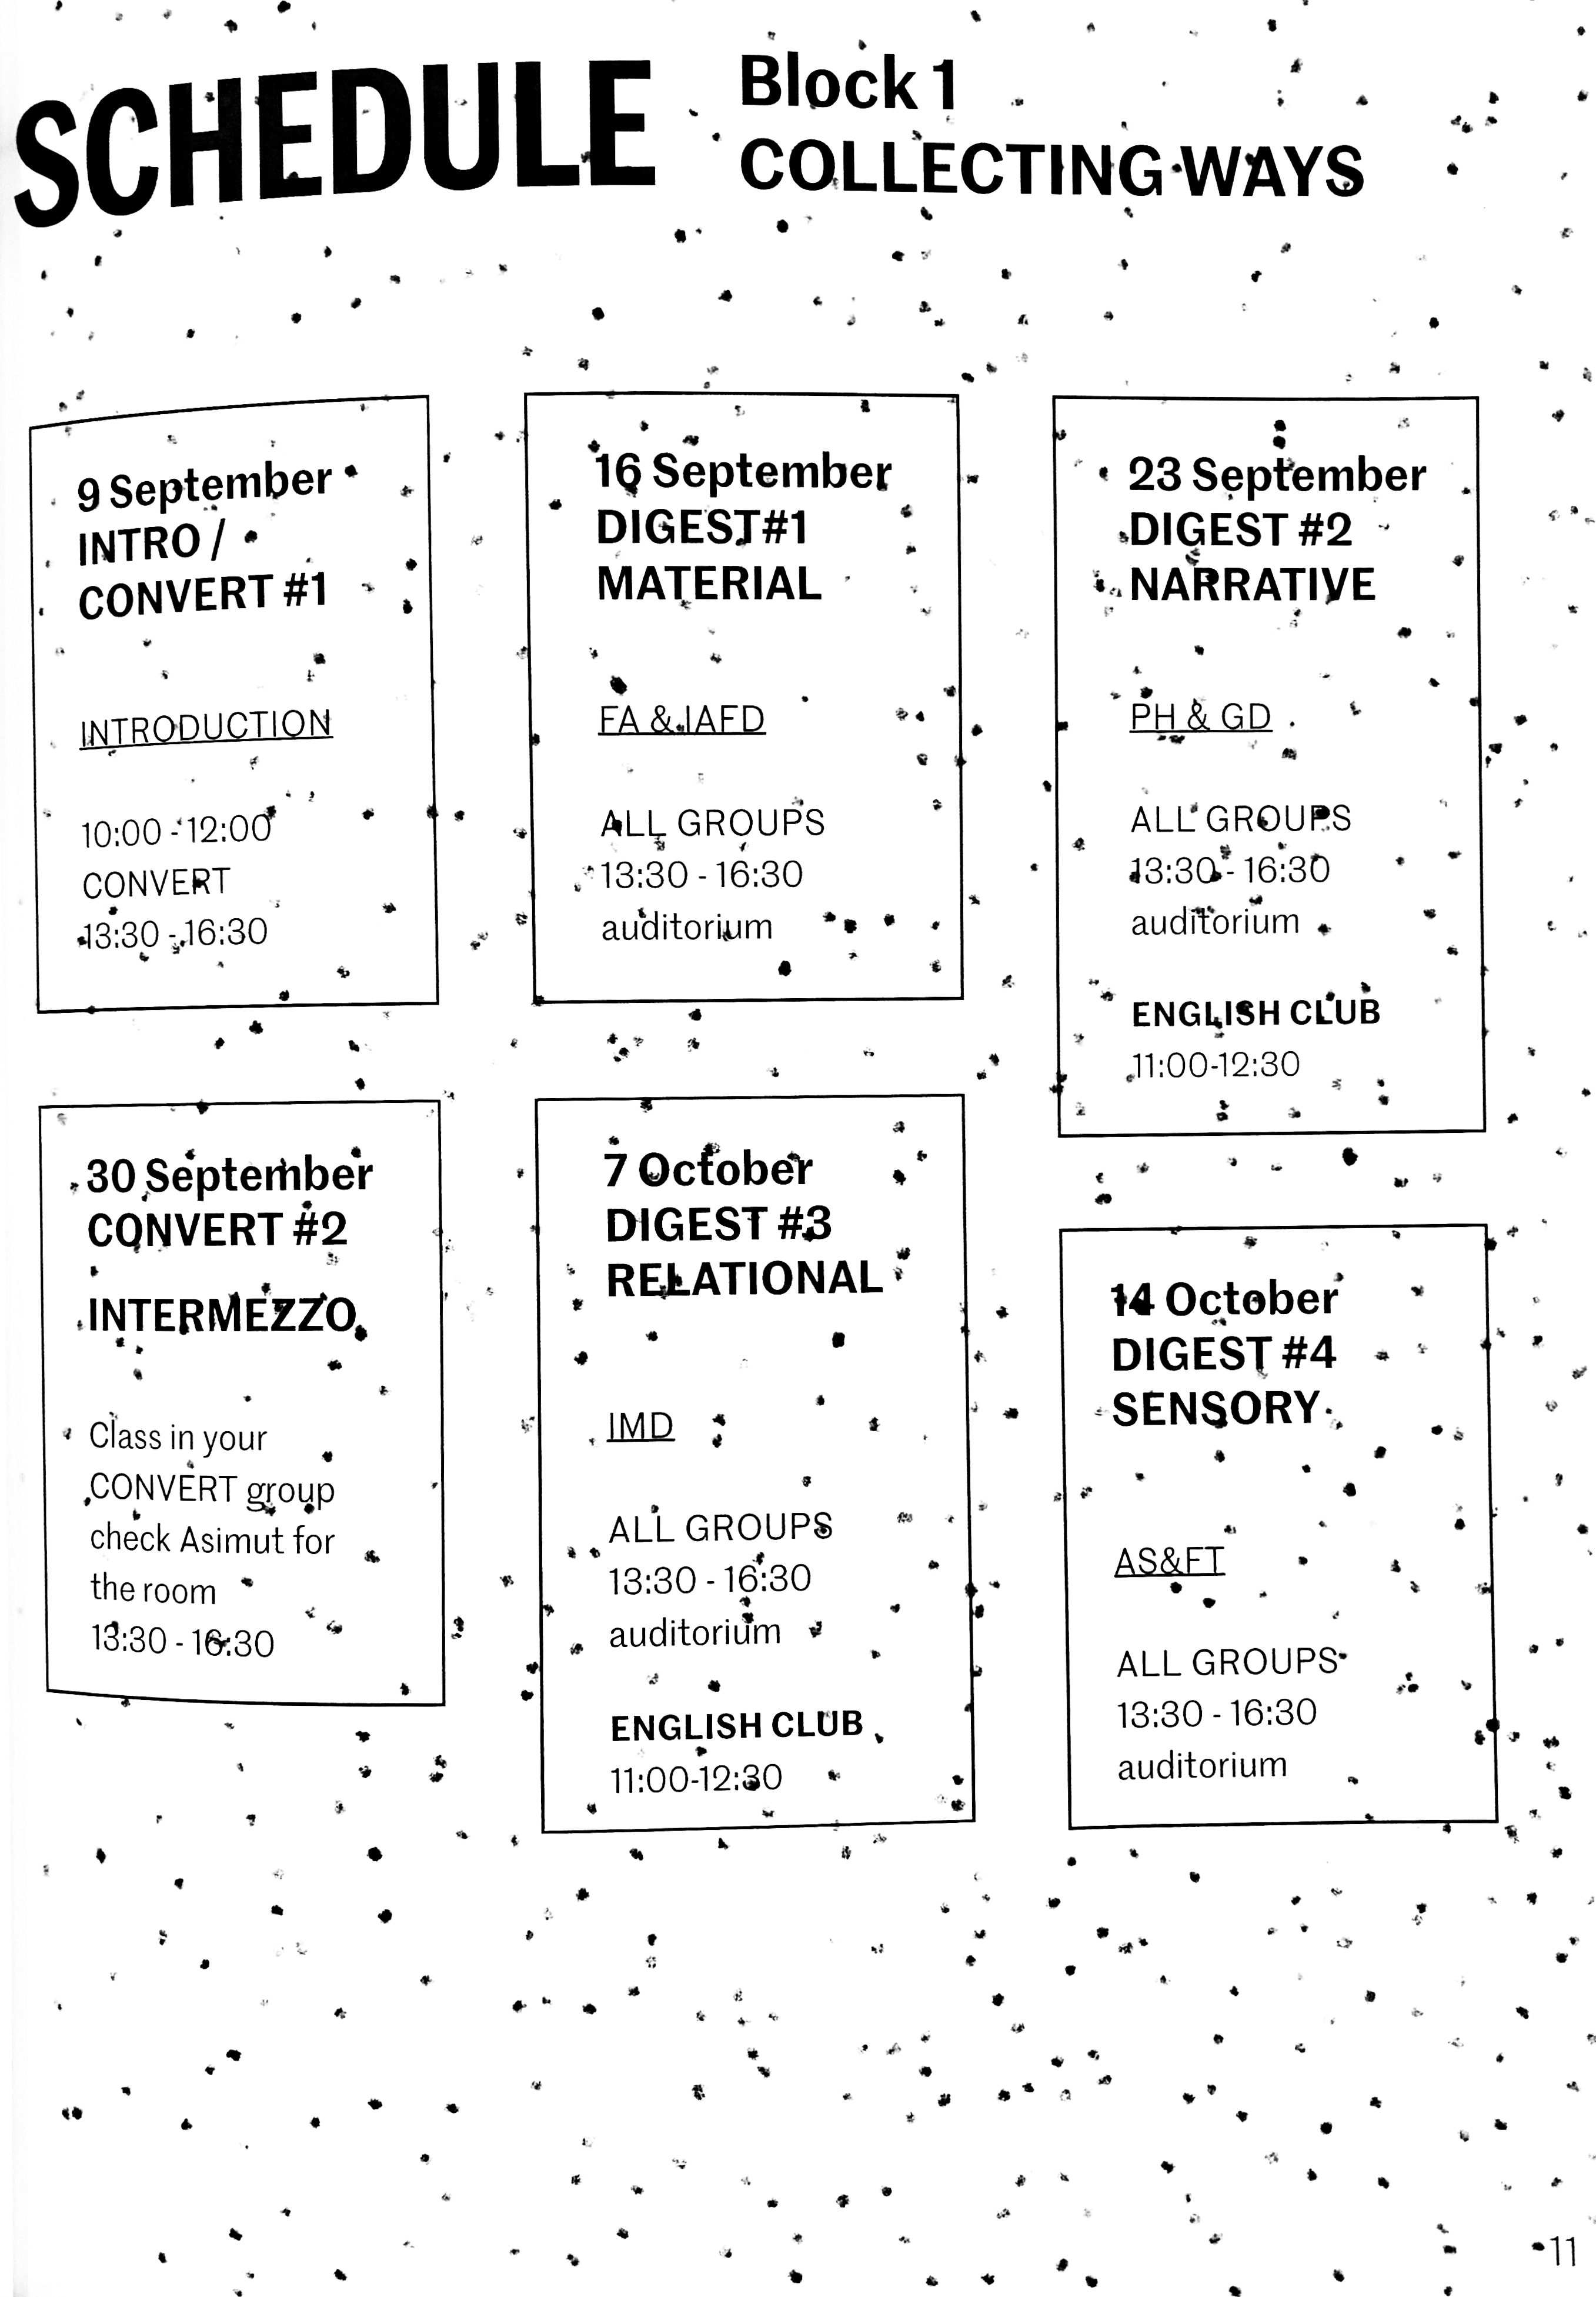 SCHEDULE
Block 1
COLLECTING WAYS
9 September
INTRO /
CONVERT #1
INTRODUCTION
10:00 - 12:00
CONVERT
13:30 - 16:30
16 September
DIGEST #1
MATERIAL
FA & IAFD
ALL GROUPS
13:30 - 16:30
auditorium
23 September
DIGEST #2
NARRATIVE
PH & GD
ALL GROUPS
13:30 - 16:30
auditorium
ENGLISH CLUB
11:00-12:30
30 September
CONVERT #2
INTERMEZZO
Class in your
CONVERT group
check Asimut for
the room
13:30 - 16:30
7 October
DIGEST #3
RELATIONAL
IMD
ALL GROUPS
13:30 - 16:30
auditorium
ENGLISH CLUB
11:00-12:30
14 October
DIGEST #4
SENSORY
AS&FT
ALL GROUPS
13:30 - 16:30
auditorium
11